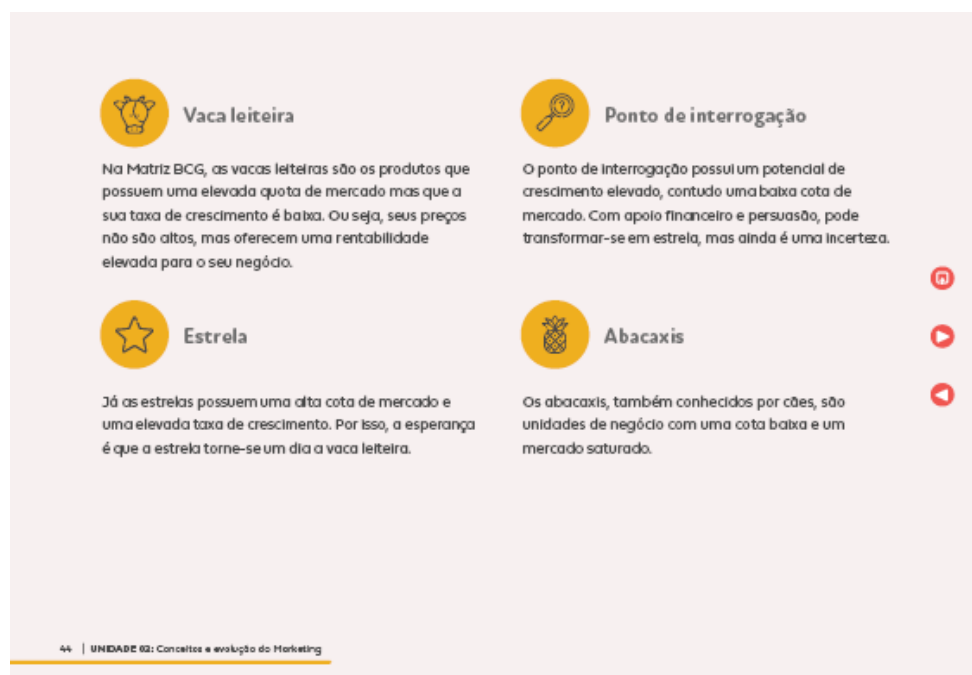 Vaca leiteira
Na Matriz BCG, as vacas leiteiras são os produtos que
possuem uma elevada quota de mercado mas que a
sua taxa de crescimento é baixa. Ou seja, seus preços
não são altos, mas oferecem uma rentabilidade
elevada para o seu negócio.
Ponto de interrogação
O ponto de interrogação possui um potencial de
crescimento elevado, contudo uma baixa cota de
mercado. Com apoio financeiro e persuasão, pode
transformar-se em estrela, mas ainda é uma incerteza.
Estrela
Já as estrelas possuem uma alta cota de mercado e
uma elevada taxa de crescimento. Por isso, a esperança
é que a estrela torne-se um dia a vaca leiteira.
Abacaxis
Os abacaxis, também conhecidos por cães, são
unidades de negócio com uma cota baixa e um
mercado saturado.
44 | UNIDADE 02: Conceitos e evolução do Marketing